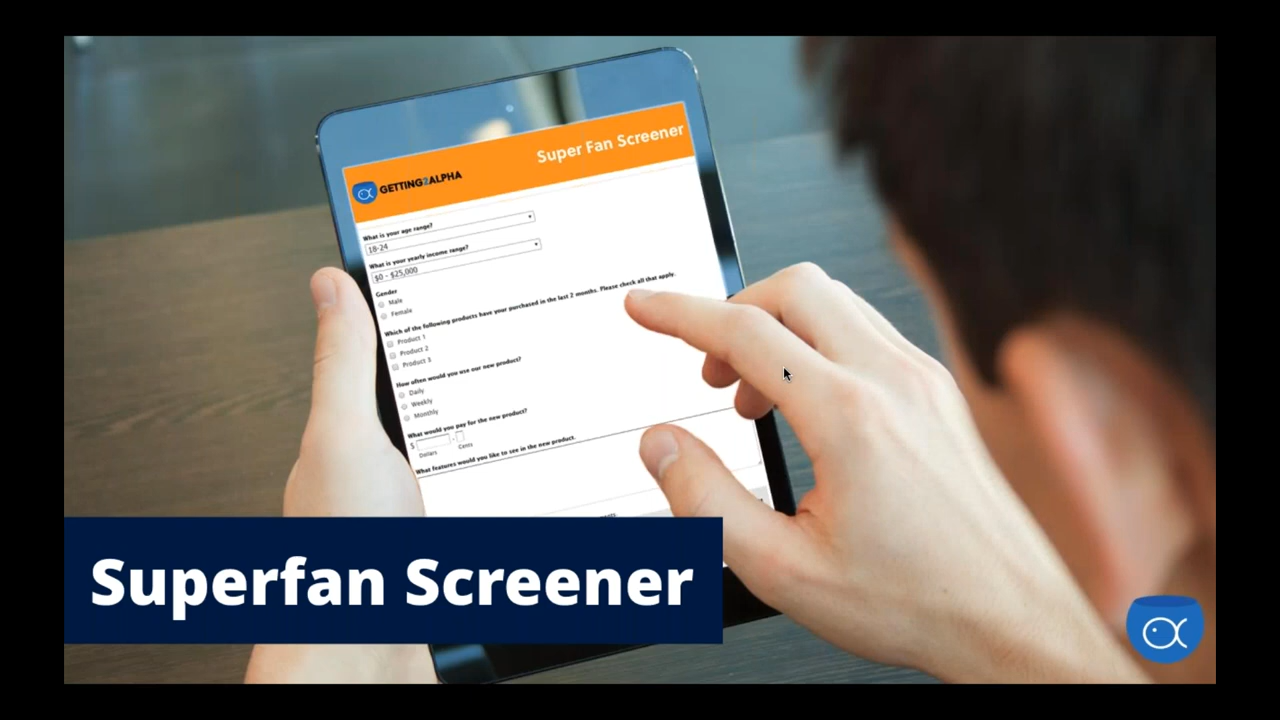 Super Fan Screener
GETTING2ALPHA
What is your age range?
18-24
What is your yearly income range?
$0 - $25,000
Gender
Male
Female
Which of the following products have your purchased in the last 2 months. Please check all that apply.
Product 1
Product 2
Product 3
How often would you use our new product?
Daily
Weekly
Monthly
What would you pay for the new product?
$ .
Dollars Cents
What features would you like to see in the new product.
Superfan Screener